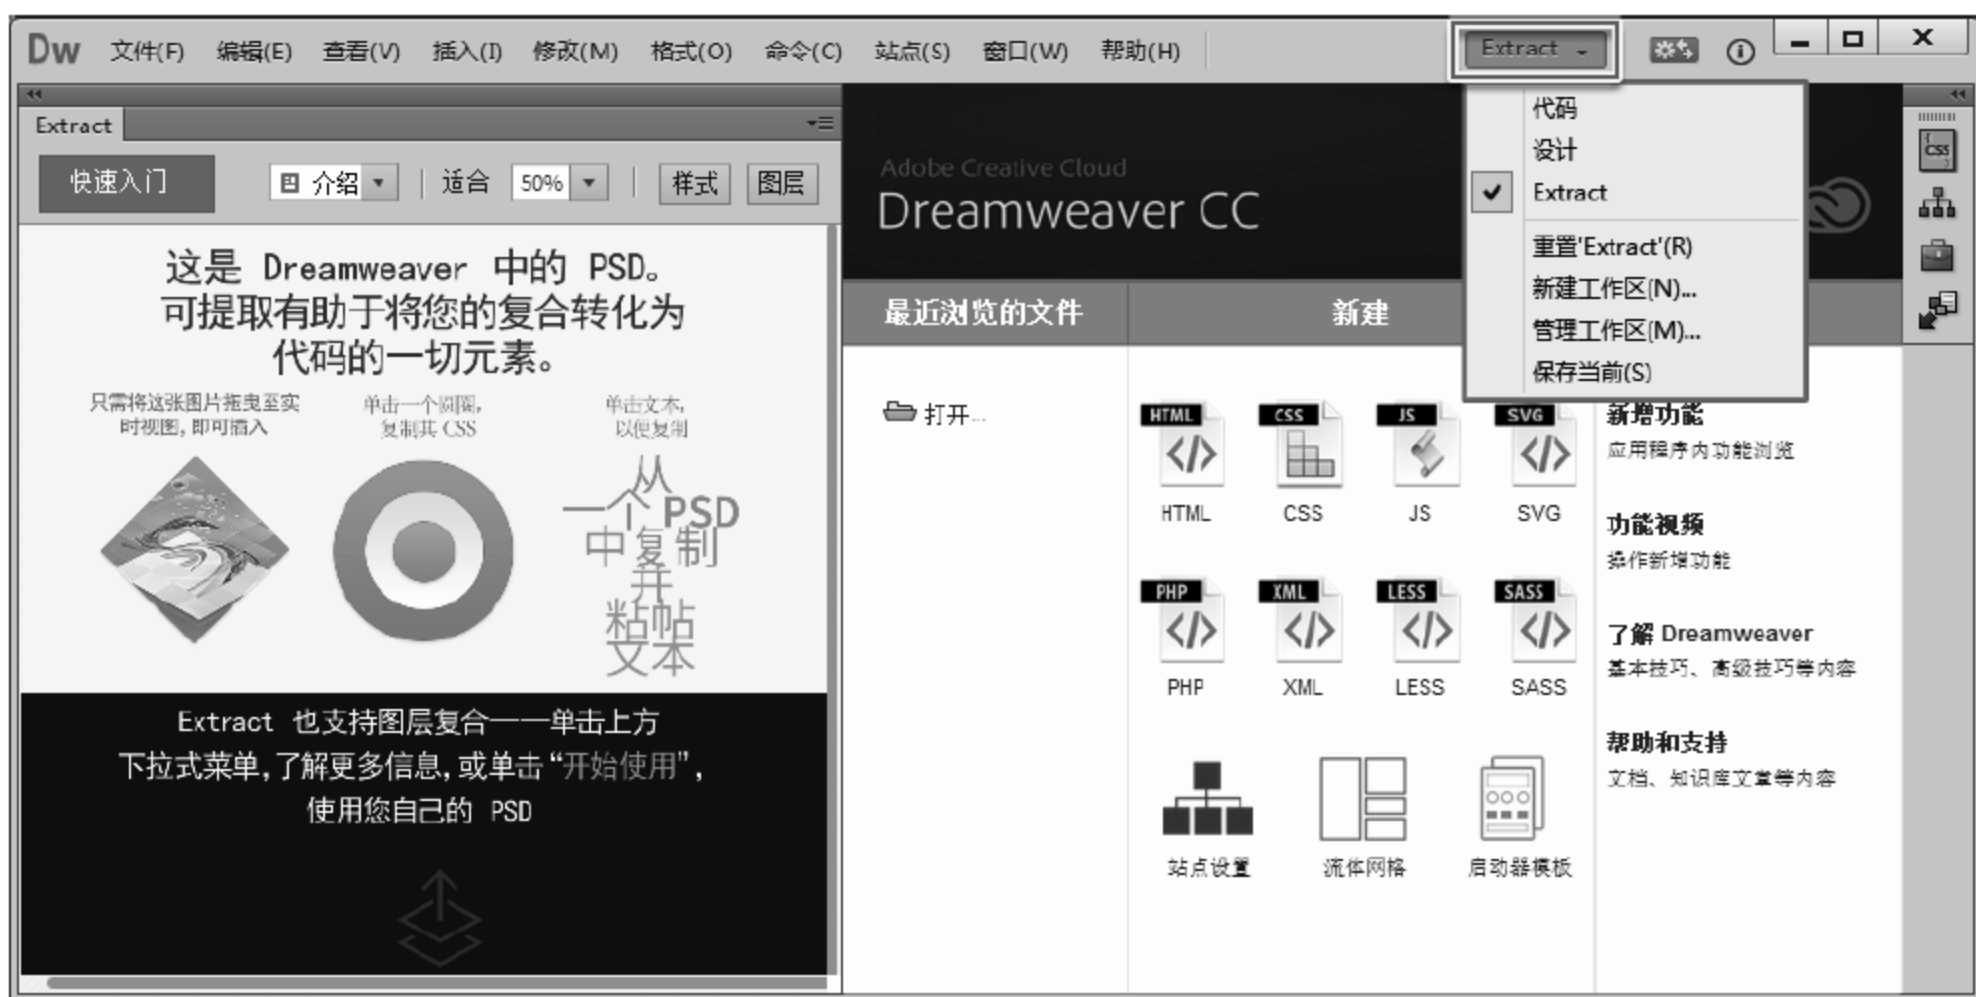 Dw 文件(F) 编辑(E) 查看(V) 插入(I) 修改(M) 格式(O) 命令(C) 站点(S) 窗口(W) 帮助(H) Extract
Extract
快速入门 介绍 适合 50% 样式 图层
这是 Dreamweaver 中的 PSD。
可提取有助于将您的复合转化为
代码的一切元素。
只需将这张图片拖曳至实
时视图,即可插入
单击一个圆圈,
复制其 CSS
单击文本,
以便复制
从
一个 PSD
中复制
并
粘帖
文本
Extract 也支持图层复合——单击上方
下拉式菜单,了解更多信息,或单击“开始使用”,
使用您自己的 PSD
Adobe Creative Cloud
Dreamweaver CC
代码
设计
Extract
重置'Extract'(R)
新建工作区(N)...
管理工作区(M)...
保存当前(S)
CSS
最近浏览的文件 新建
打开...
HTML CSS JS SVG
HTML CSS JS SVG
PHP XML LESS SASS
PHP XML LESS SASS
站点设置 流体网格 启动器模板
新增功能
应用程序内功能浏览
功能视频
操作新增功能
了解 Dreamweaver
基本技巧、高级技巧等内容
帮助和支持
文档、知识库文章等内容